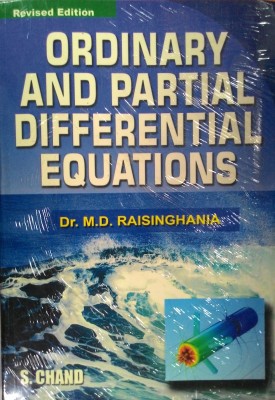 Revised Edition
ORDINARY
AND PARTIAL
DIFFERENTIAL
EQUATIONS
Dr. M.D. RAISINGHANIA
S. CHAND